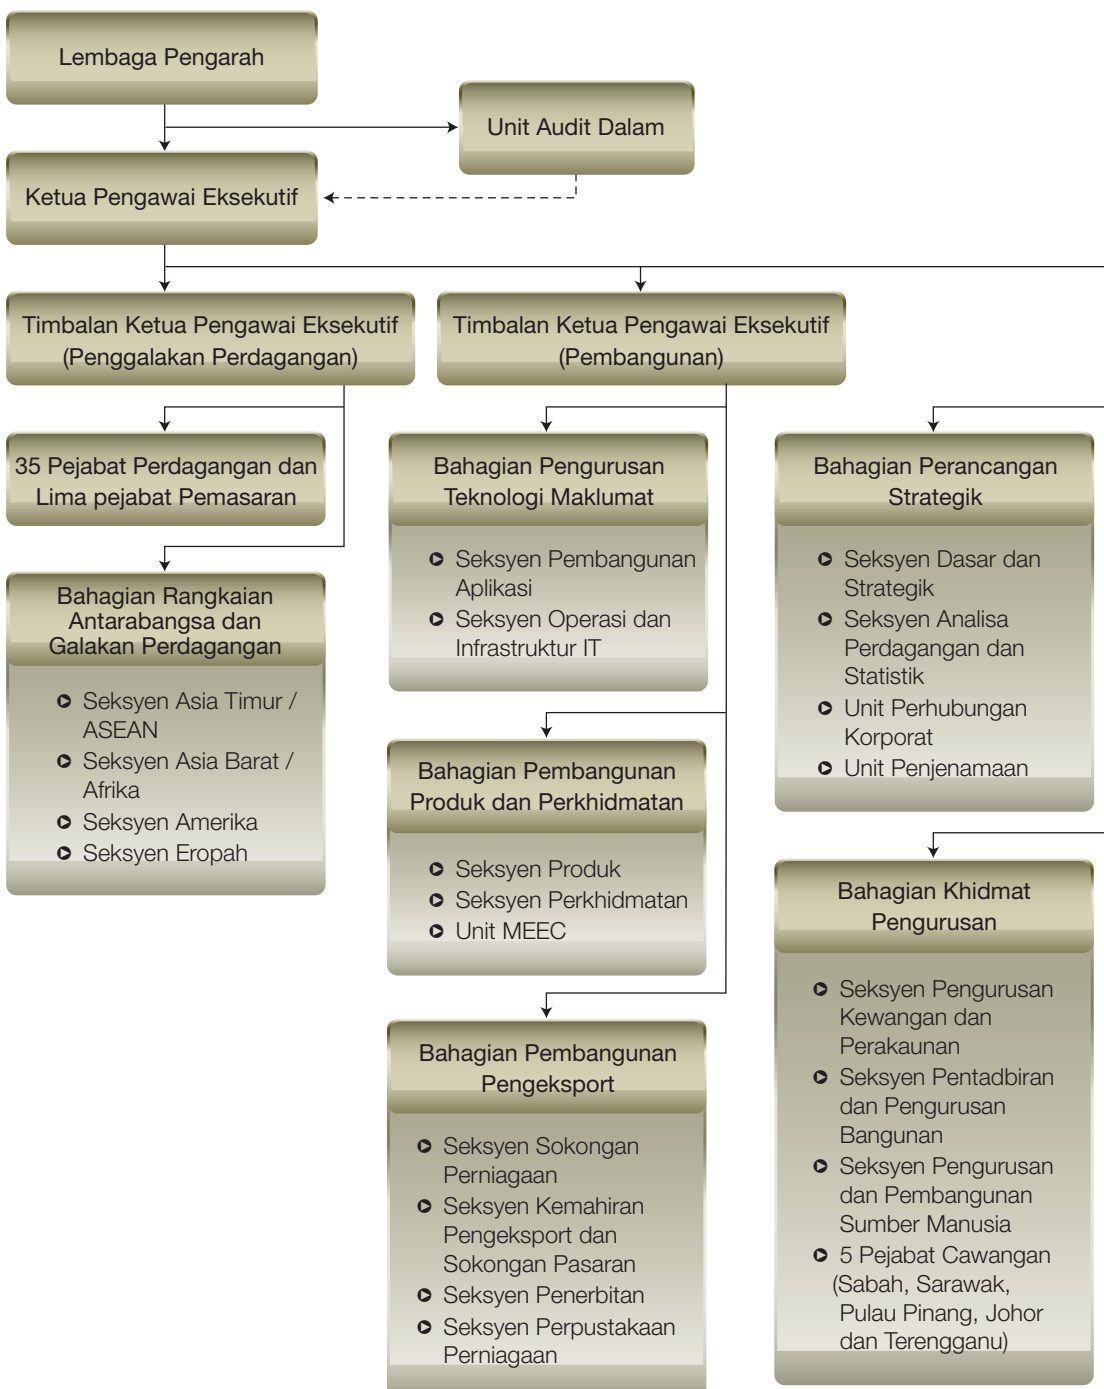 Lembaga Pengarah
Unit Audit Dalam
Ketua Pengawai Eksekutif
Timbalan Ketua Pengawai Eksekutif
(Penggalakan Perdagangan)
Timbalan Ketua Pengawai Eksekutif
(Pembangunan)
35 Pejabat Perdagangan dan
Lima pejabat Pemasaran
Bahagian Rangkaian
Antarabangsa dan
Galakan Perdagangan
Seksyen Asia Timur /
ASEAN
Seksyen Asia Barat /
Afrika
Seksyen Amerika
Seksyen Eropah
Bahagian Pengurusan
Teknologi Maklumat
Seksyen Pembangunan
Aplikasi
Seksyen Operasi dan
Infrastruktur IT
Bahagian Pembangunan
Produk dan Perkhidmatan
Seksyen Produk
Seksyen Perkhidmatan
Unit MEEC
Bahagian Pembangunan
Pengeksport
Seksyen Sokongan
Perniagaan
Seksyen Kemahiran
Pengeksport dan
Sokongan Pasaran
Seksyen Penerbitan
Seksyen Perpustakaan
Perniagaan
Bahagian Perancangan
Strategik
Seksyen Dasar dan
Strategik
Seksyen Analisa
Perdagangan dan
Statistik
Unit Perhubungan
Korporat
Unit Penjenamaan
Bahagian Khidmat
Pengurusan
Seksyen Pengurusan
Kewangan dan
Perakaunan
Seksyen Pentadbiran
dan Pengurusan
Bangunan
Seksyen Pengurusan
dan Pembangunan
Sumber Manusia
5 Pejabat Cawangan
(Sabah, Sarawak,
Pulau Pinang, Johor
dan Terengganu)